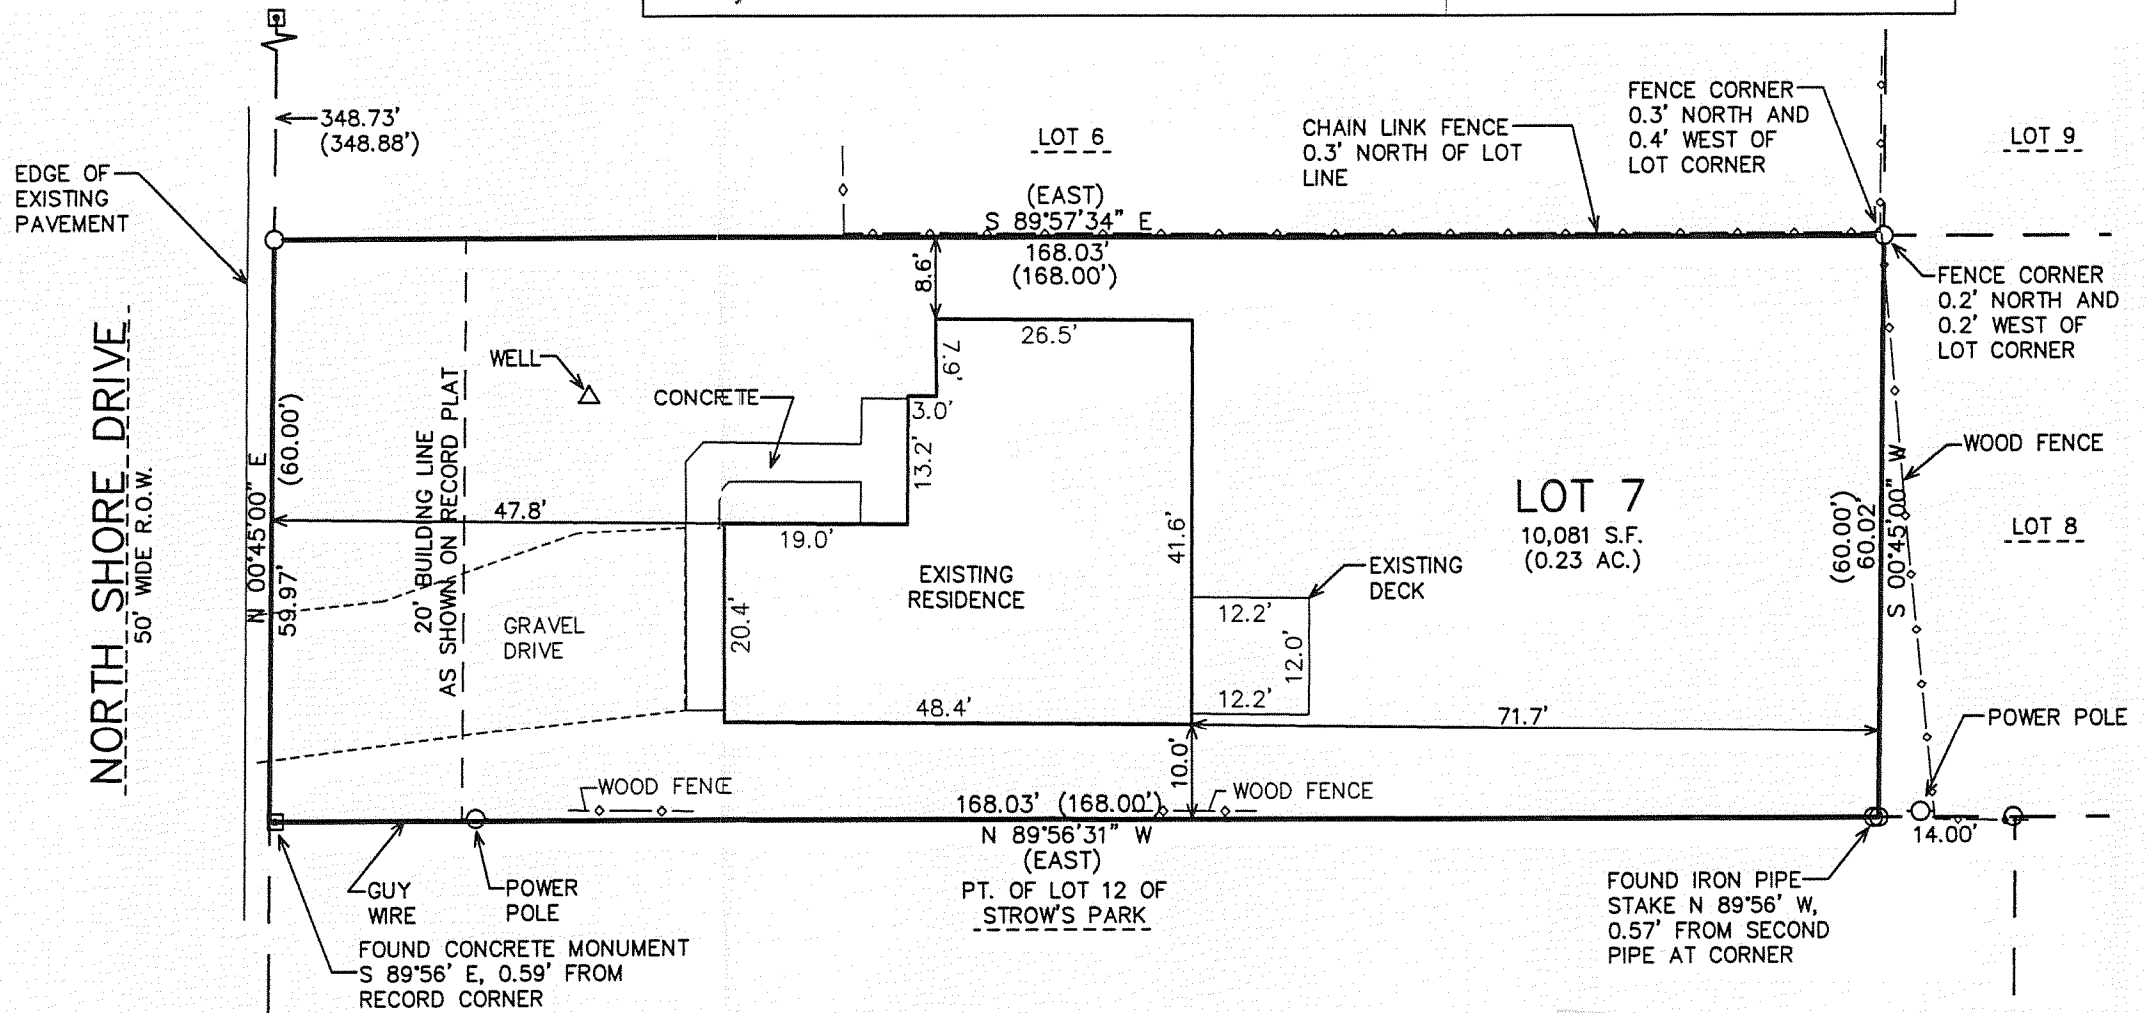 348.73'
(348.88')
EDGE OF
EXISTING
PAVEMENT
LOT 6
(EAST)
S 89°57'34" E
168.03'
(168.00')
CHAIN LINK FENCE
0.3' NORTH OF LOT
LINE
FENCE CORNER
0.3' NORTH AND
0.4' WEST OF
LOT CORNER
LOT 9
FENCE CORNER
0.2' NORTH AND
0.2' WEST OF
LOT CORNER
NORTH SHORE DRIVE
50' WIDE R.O.W.
N 00°45'00" E
59.97'
(60.00')
20' BUILDING LINE
AS SHOWN ON RECORD PLAT
WELL
CONCRETE
8.6'
26.5'
7.9'
3.0'
13.2'
47.8'
19.0'
20.4'
EXISTING
RESIDENCE
41.6'
48.4'
GRAVEL
DRIVE
EXISTING
DECK
12.2'
12.0'
12.2'
LOT 7
10,081 S.F.
(0.23 AC.)
(60.00')
60.02'
S 00°45'00" W
WOOD FENCE
LOT 8
71.7'
10.0'
POWER POLE
WOOD FENCE
168.03' (168.00')
WOOD FENCE
N 89°56'31" W
(EAST)
PT. OF LOT 12 OF
STROW'S PARK
14.00'
GUY
WIRE
POWER
POLE
FOUND CONCRETE MONUMENT
S 89°56' E, 0.59' FROM
RECORD CORNER
FOUND IRON PIPE
STAKE N 89°56' W,
0.57' FROM SECOND
PIPE AT CORNER